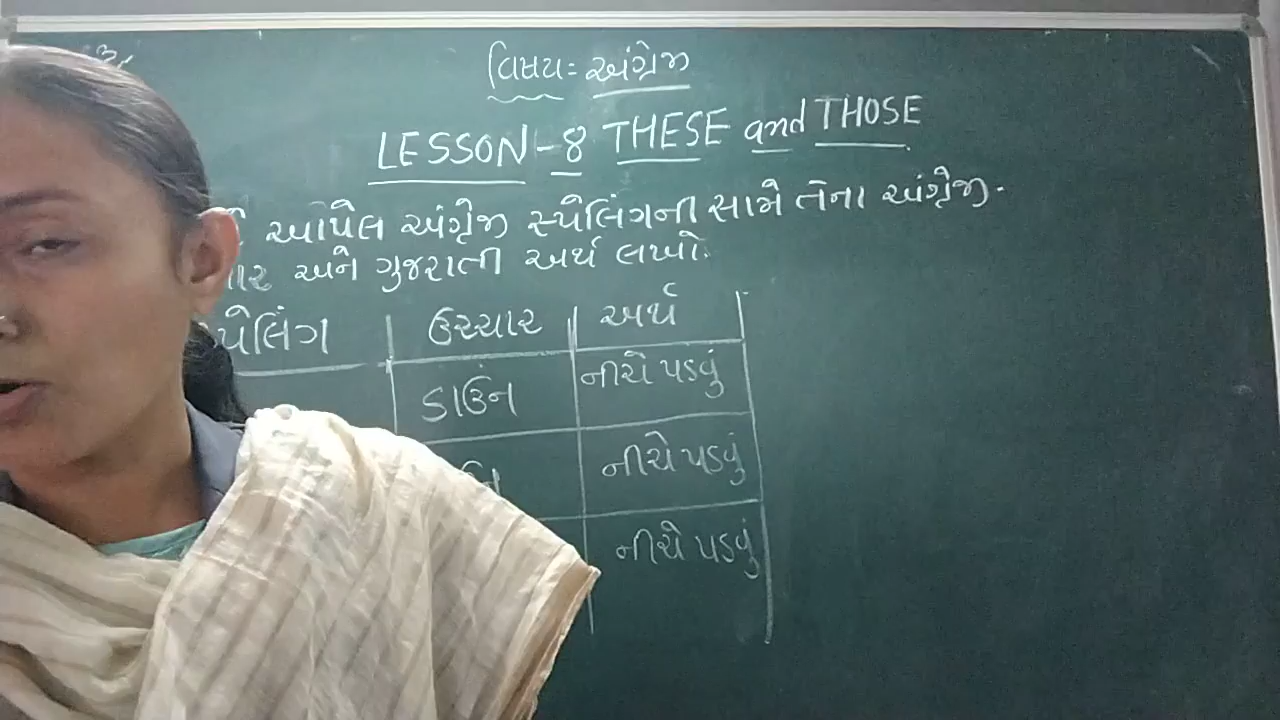 વિષય: અંગ્રેજી
LESSON-8 THESE and THOSE
આપેલ અંગ્રેજી સ્પેલિંગની સામે તેના અંગ્રેજી
અને ગુજરાતી અર્થ લખો.
ઉચ્ચાર અર્થ
ડાઉન નીચે પડવું
નીચે પડવું
નીચે પડવું